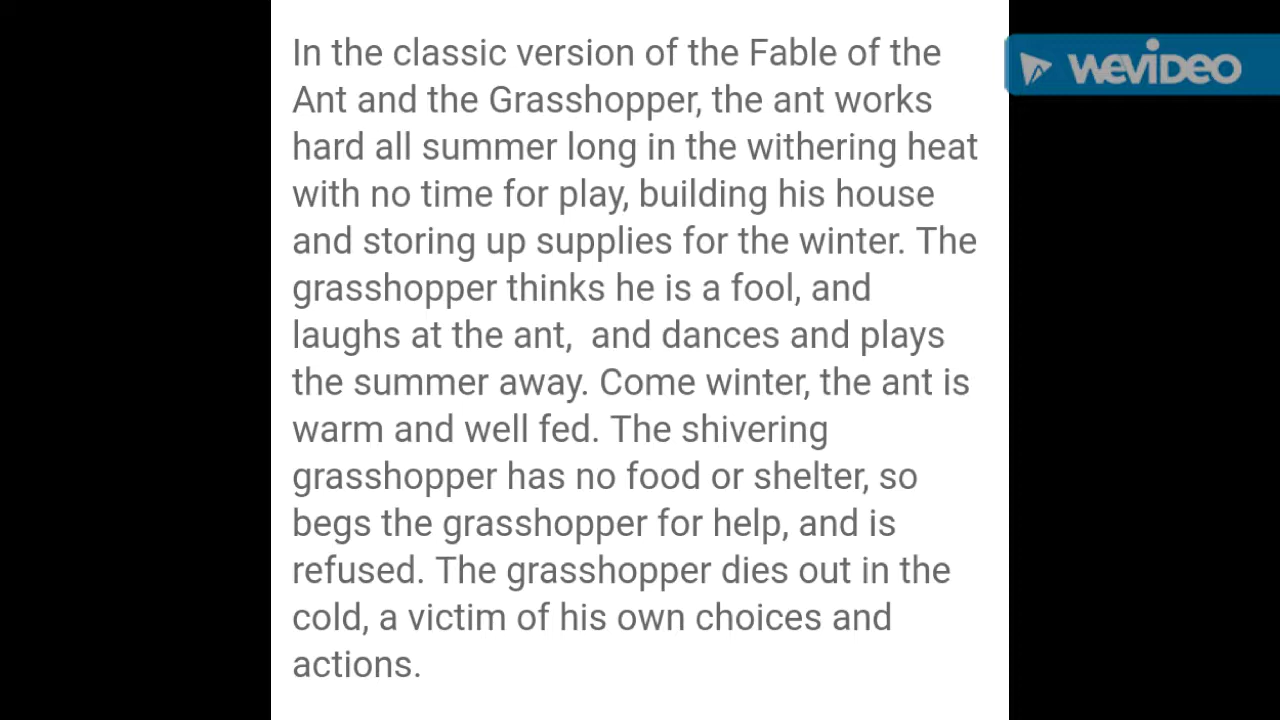 In the classic version of the Fable of the
Ant and the Grasshopper, the ant works
hard all summer long in the withering heat
with no time for play, building his house
and storing up supplies for the winter. The
grasshopper thinks he is a fool, and
laughs at the ant,  and dances and plays
the summer away. Come winter, the ant is
warm and well fed. The shivering
grasshopper has no food or shelter, so
begs the grasshopper for help, and is
refused. The grasshopper dies out in the
cold, a victim of his own choices and
actions.
WEVIDEO